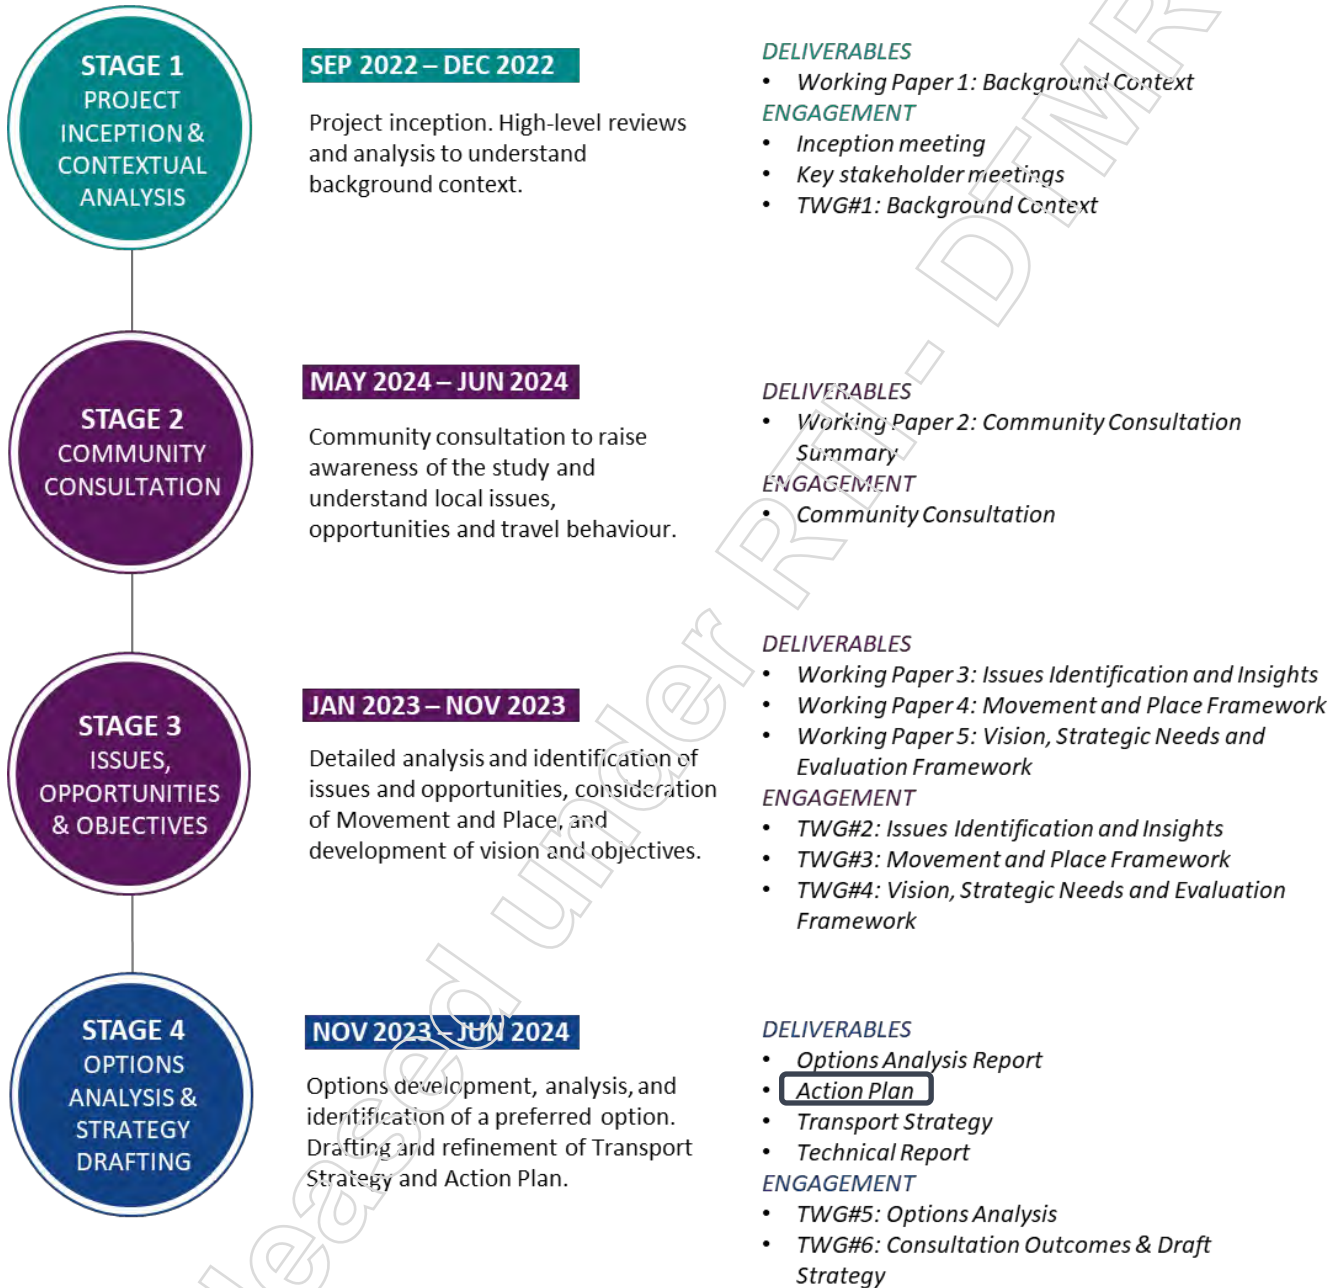 STAGE 1
PROJECT
INCEPTION &
CONTEXTUAL
ANALYSIS
SEP 2022 – DEC 2022
Project inception. High-level reviews
and analysis to understand
background context.
DELIVERABLES
• Working Paper 1: Background Context
ENGAGEMENT
• Inception meeting
• Key stakeholder meetings
• TWG#1: Background Context
STAGE 2
COMMUNITY
CONSULTATION
MAY 2024 – JUN 2024
Community consultation to raise
awareness of the study and
understand local issues,
opportunities and travel behaviour.
DELIVERABLES
• Working Paper 2: Community Consultation
Summary
ENGAGEMENT
• Community Consultation
STAGE 3
ISSUES,
OPPORTUNITIES
& OBJECTIVES
JAN 2023 – NOV 2023
Detailed analysis and identification of
issues and opportunities, consideration
of Movement and Place, and
development of vision and objectives.
DELIVERABLES
• Working Paper 3: Issues Identification and Insights
• Working Paper 4: Movement and Place Framework
• Working Paper 5: Vision, Strategic Needs and
Evaluation Framework
ENGAGEMENT
• TWG#2: Issues Identification and Insights
• TWG#3: Movement and Place Framework
• TWG#4: Vision, Strategic Needs and Evaluation
Framework
STAGE 4
OPTIONS
ANALYSIS &
STRATEGY
DRAFTING
NOV 2023 – JUN 2024
Options development, analysis, and
identification of a preferred option.
Drafting and refinement of Transport
Strategy and Action Plan.
DELIVERABLES
• Options Analysis Report
• Action Plan
• Transport Strategy
• Technical Report
ENGAGEMENT
• TWG#5: Options Analysis
• TWG#6: Consultation Outcomes & Draft
Strategy
eased under RTI - DTMR